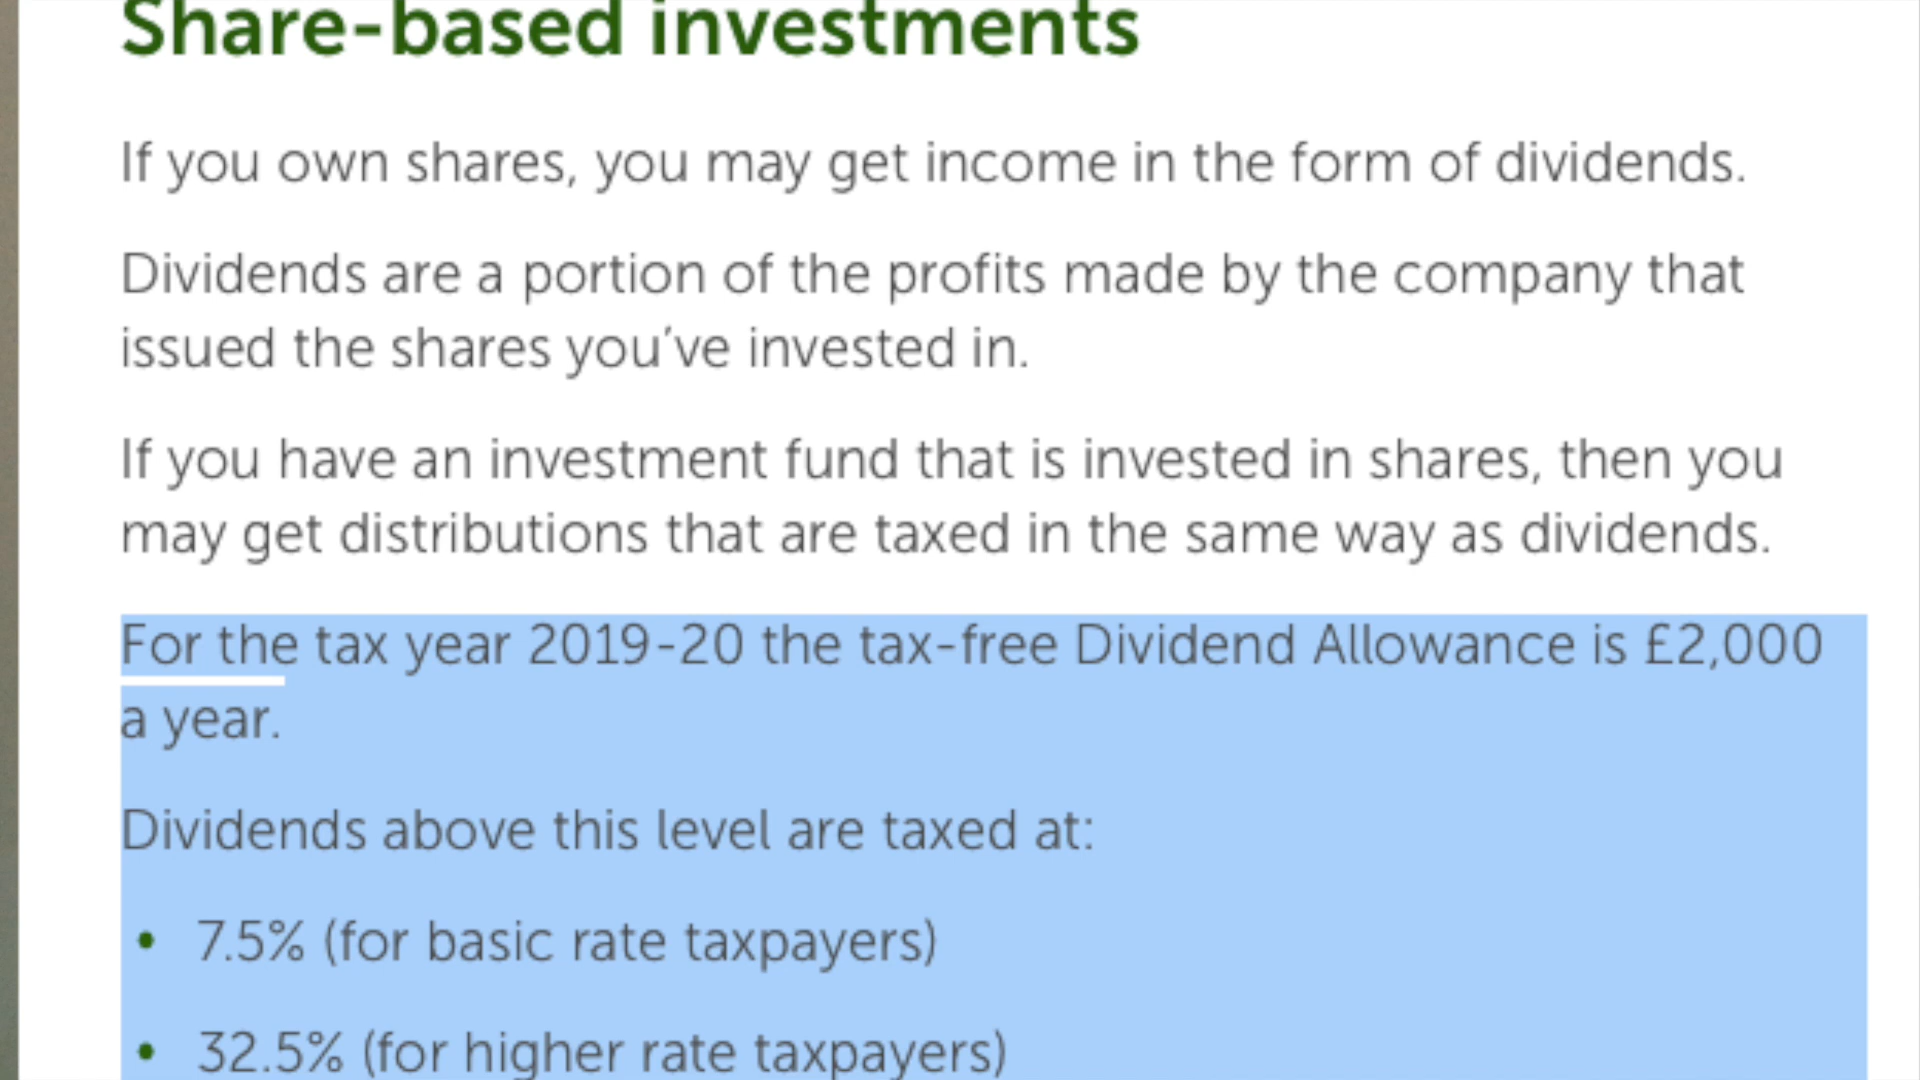 Share-based investments
If you own shares, you may get income in the form of dividends.
Dividends are a portion of the profits made by the company that
issued the shares you’ve invested in.
If you have an investment fund that is invested in shares, then you
may get distributions that are taxed in the same way as dividends.
For the tax year 2019-20 the tax-free Dividend Allowance is £2,000
a year.
Dividends above this level are taxed at:
• 7.5% (for basic rate taxpayers)
• 32.5% (for higher rate taxpayers)